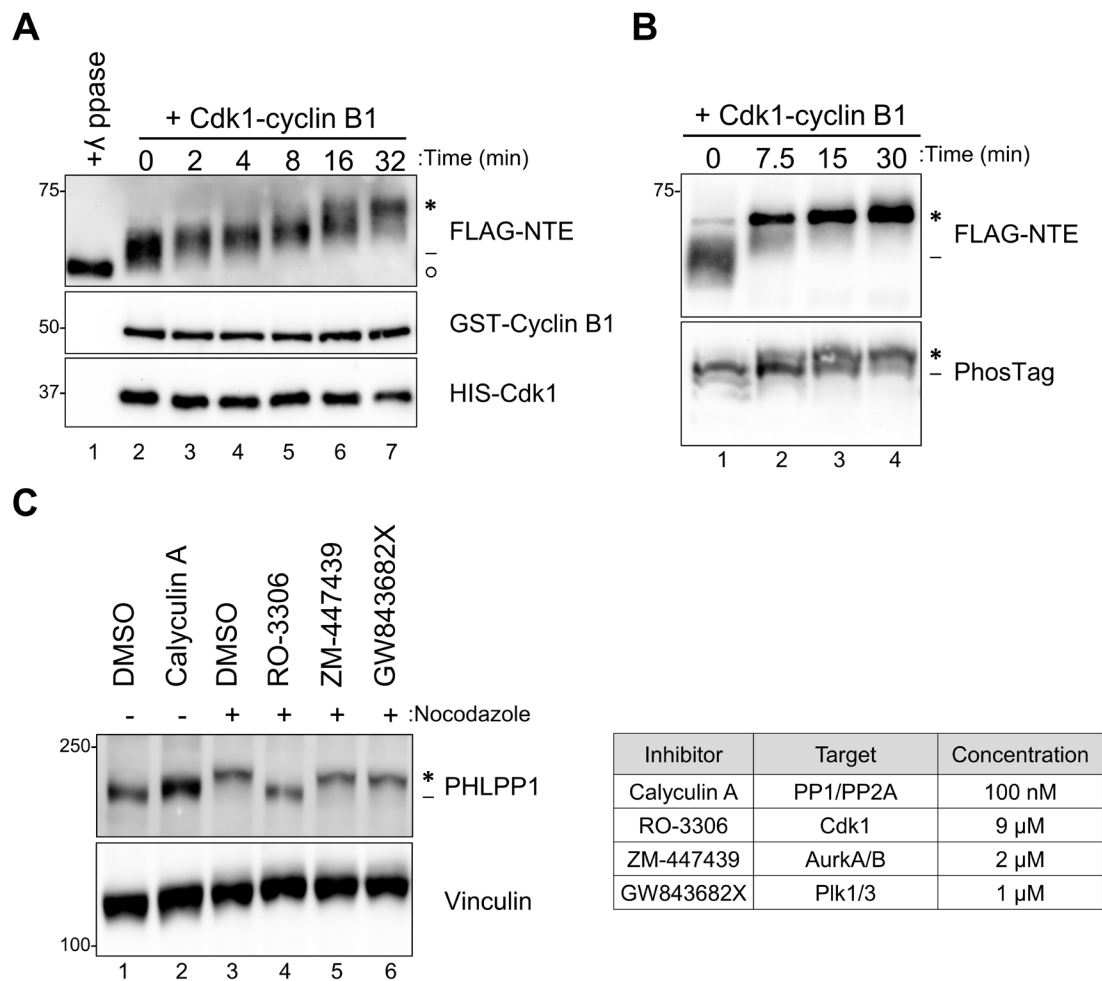 A
+λ ppase
+ Cdk1-cyclin B1
0 2 4 8 16 32 :Time (min)
75
*
FLAG-NTE
–
○
50
GST-Cyclin B1
37
HIS-Cdk1
1 2 3 4 5 6 7
B
+ Cdk1-cyclin B1
0 7.5 15 30 :Time (min)
75
*
FLAG-NTE
–
*
PhosTag
–
1 2 3 4
C
DMSO
Calyculin A
DMSO
RO-3306
ZM-447439
GW843682X
- - + + + + :Nocodazole
250
*
PHLPP1
–
Vinculin
100
1 2 3 4 5 6
Inhibitor Target Concentration
Calyculin A PP1/PP2A 100 nM
RO-3306 Cdk1 9 µM
ZM-447439 AurkA/B 2 µM
GW843682X Plk1/3 1 µM